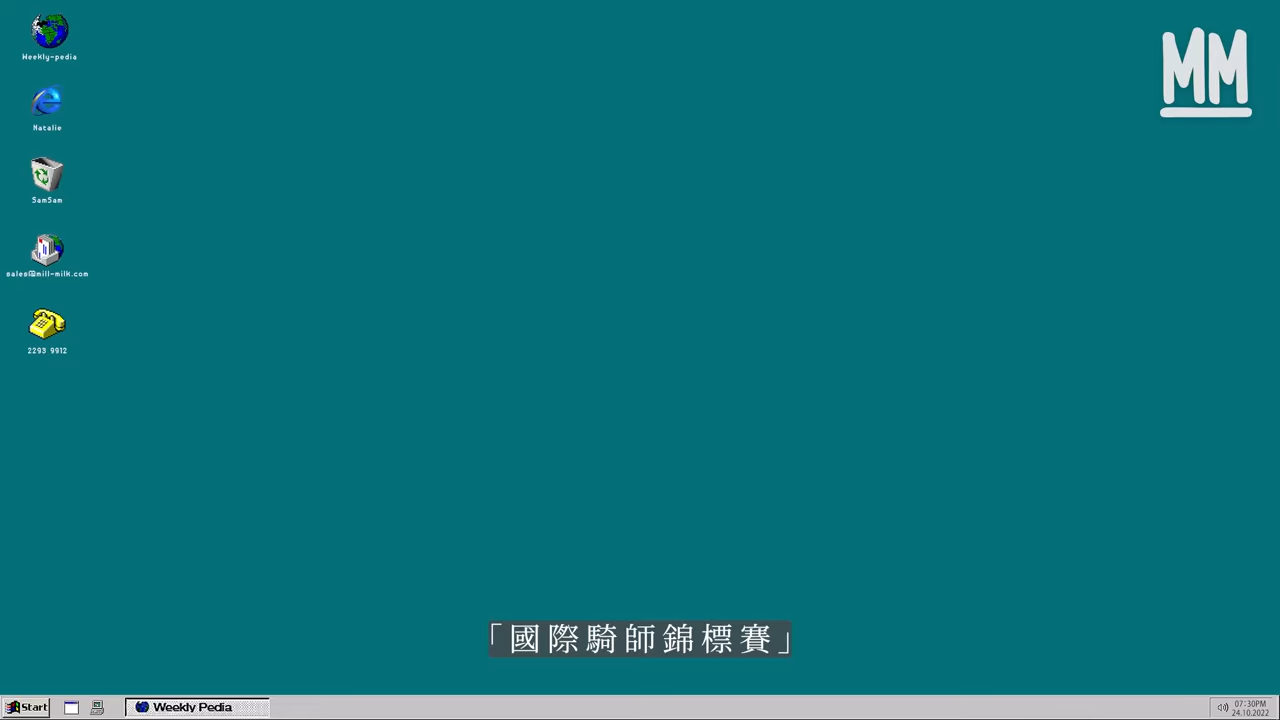 Weekly-pedia
MM
Natalie
SamSam
sales@mill-milk.com
2293 9912
「國際騎師錦標賽」
Start
Weekly Pedia
07:30PM
24.10.2022